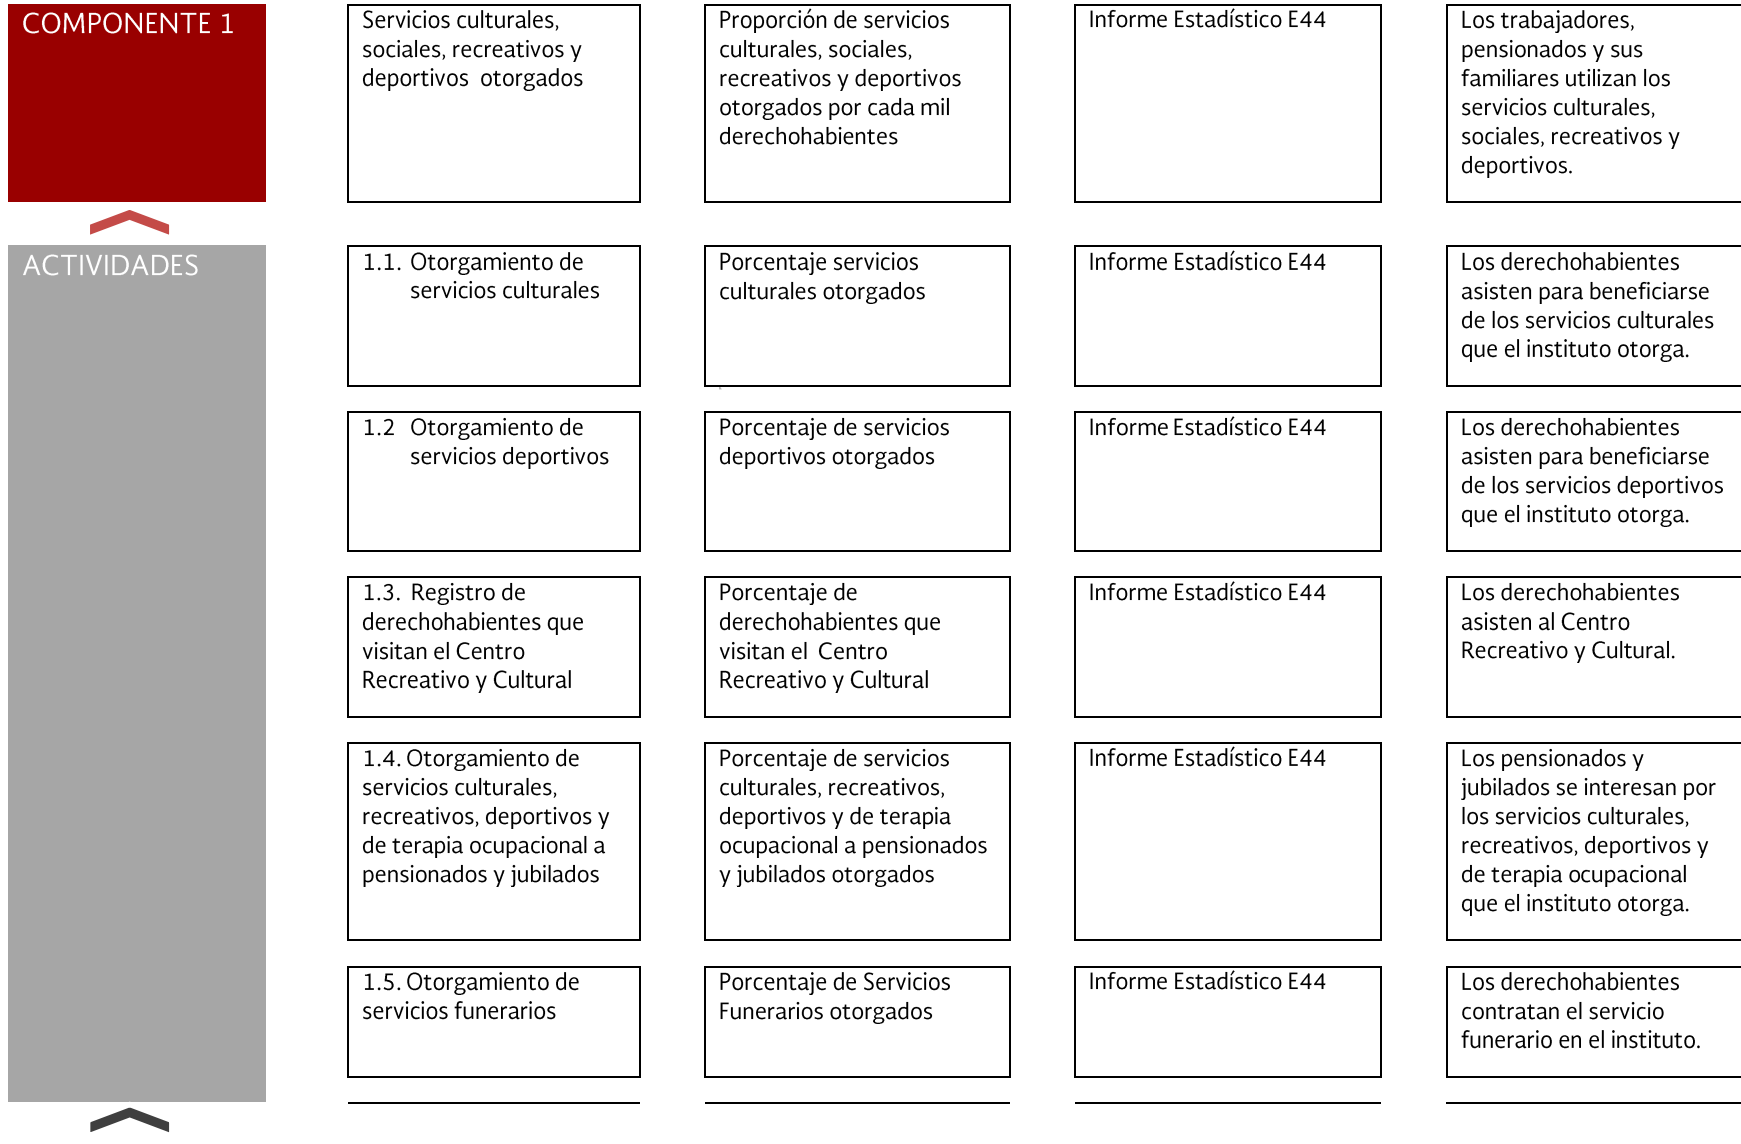 COMPONENTE 1
Servicios culturales,
sociales, recreativos y
deportivos otorgados
Proporción de servicios
culturales, sociales,
recreativos y deportivos
otorgados por cada mil
derechohabientes
Informe Estadístico E44
Los trabajadores,
pensionados y sus
familiares utilizan los
servicios culturales,
sociales, recreativos y
deportivos.
ACTIVIDADES
1.1. Otorgamiento de
servicios culturales
Porcentaje servicios
culturales otorgados
Informe Estadístico E44
Los derechohabientes
asisten para beneficiarse
de los servicios culturales
que el instituto otorga.
1.2 Otorgamiento de
servicios deportivos
Porcentaje de servicios
deportivos otorgados
Informe Estadístico E44
Los derechohabientes
asisten para beneficiarse
de los servicios deportivos
que el instituto otorga.
1.3. Registro de
derechohabientes que
visitan el Centro
Recreativo y Cultural
Porcentaje de
derechohabientes que
visitan el Centro
Recreativo y Cultural
Informe Estadístico E44
Los derechohabientes
asisten al Centro
Recreativo y Cultural.
1.4. Otorgamiento de
servicios culturales,
recreativos, deportivos y
de terapia ocupacional a
pensionados y jubilados
Porcentaje de servicios
culturales, recreativos,
deportivos y de terapia
ocupacional a pensionados
y jubilados otorgados
Informe Estadístico E44
Los pensionados y
jubilados se interesan por
los servicios culturales,
recreativos, deportivos y
de terapia ocupacional
que el instituto otorga.
1.5. Otorgamiento de
servicios funerarios
Porcentaje de Servicios
Funerarios otorgados
Informe Estadístico E44
Los derechohabientes
contratan el servicio
funerario en el instituto.